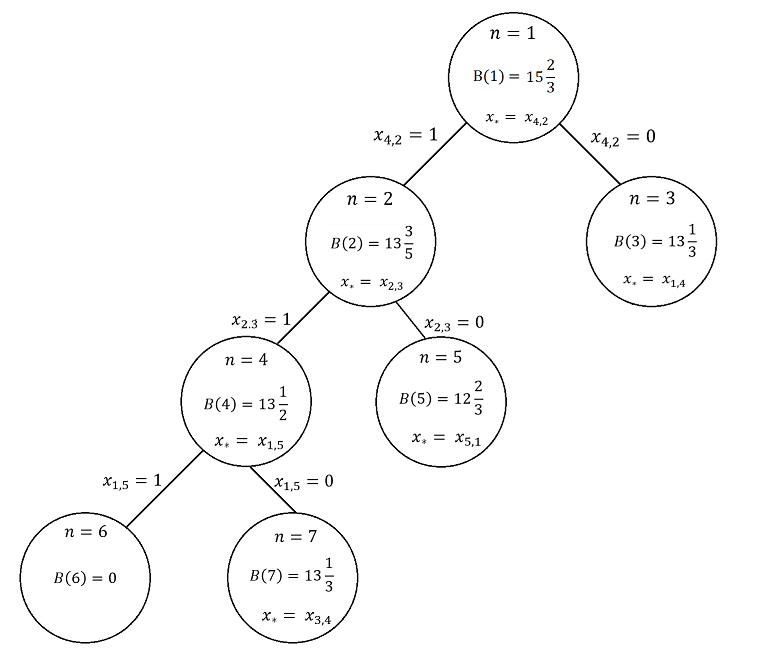 n = 1
B(1) = 15 2/3
x* = x4,2
x4,2 = 1
x4,2 = 0
n = 2
B(2) = 13 3/5
x* = x2,3
n = 3
B(3) = 13 1/3
x* = x1,4
x2.3 = 1
x2,3 = 0
n = 4
B(4) = 13 1/2
x* = x1,5
n = 5
B(5) = 12 2/3
x* = x5,1
x1,5 = 1
x1,5 = 0
n = 6
B(6) = 0
n = 7
B(7) = 13 1/3
x* = x3,4